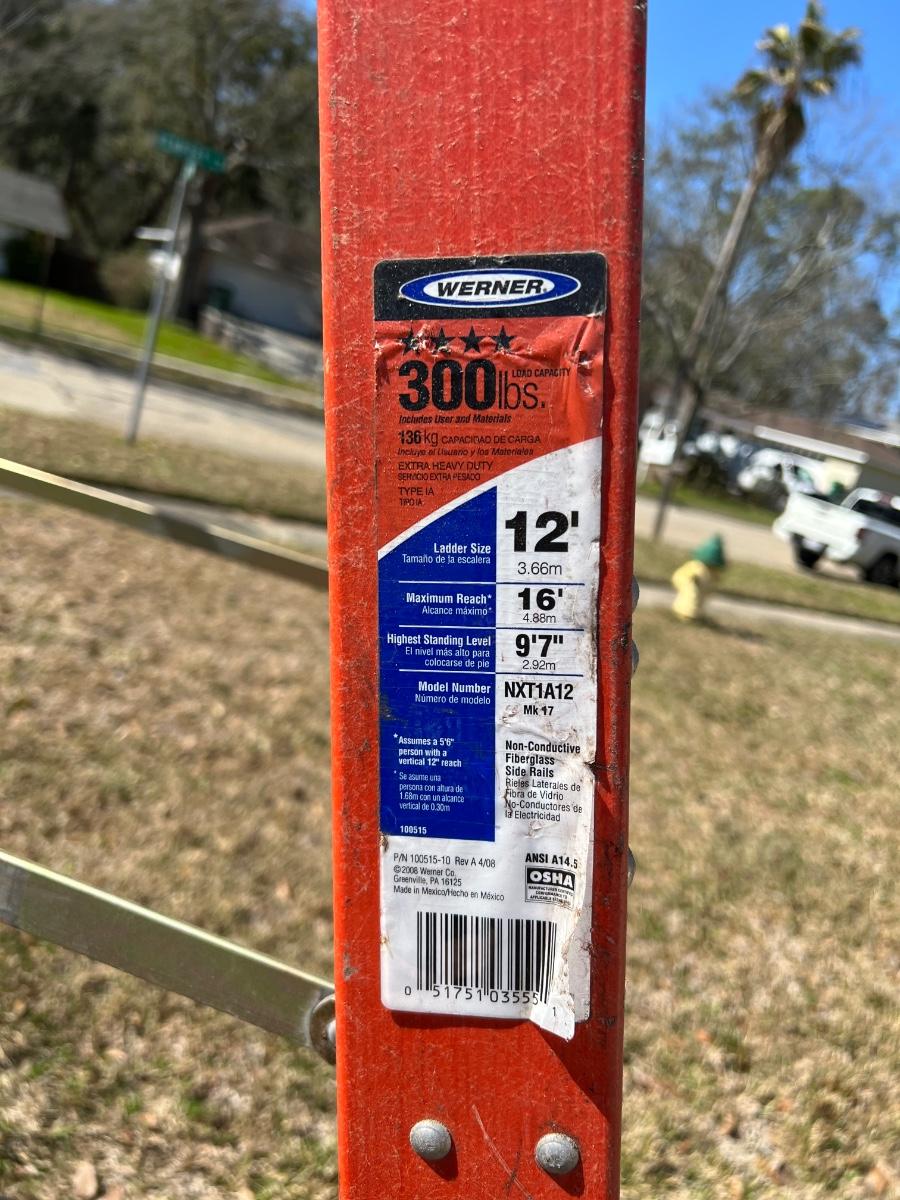 WERNER
300 lbs. LOAD CAPACITY
Includes User and Materials
136 kg CAPACIDAD DE CARGA
Incluye el Usuario y los Materiales
EXTRA HEAVY DUTY
SERVICIO EXTRA PESADO
TYPE IA
TIPO IA
Ladder Size 12'
Tamaño de la escalera 3.66m
Maximum Reach* 16'
Alcance máximo* 4.88m
Highest Standing Level 9'7"
El nivel más alto para colocarse de pie 2.92m
Model Number NXT1A12
Número de modelo Mk 17
*Assumes a 5'6"
person with a
vertical 12" reach
* Se asume una
persona con altura de
1.68m con un alcance
vertical de 0.30m
100515
Non-Conductive
Fiberglass
Side Rails
Rieles Laterales de
Fibra de Vidrio
No-Conductores de
la Electricidad
P/N 100515-10 Rev A 4/08
©2008 Werner Co.
Greenville, PA 16125
Made in Mexico/Hecho en México
ANSI A14.5
OSHA
0 51751 03555 1